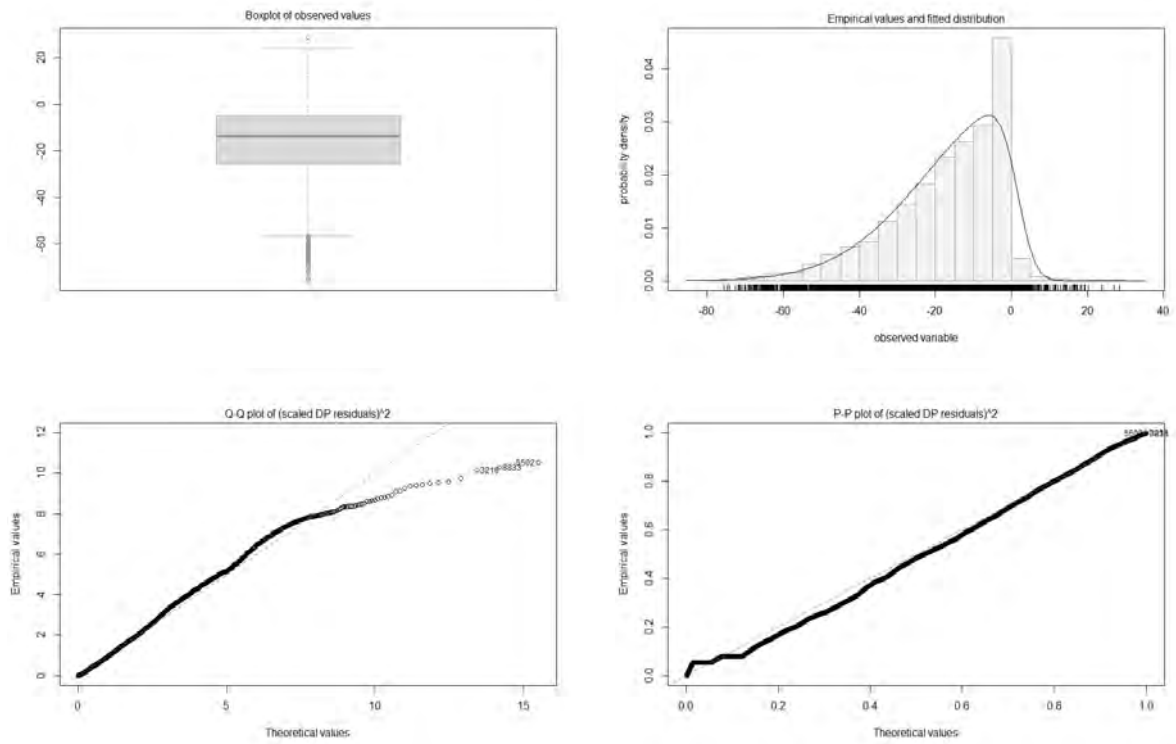 Boxplot of observed values
20
0
-20
-40
-60
Empirical values and fitted distribution
probability density
0.04
0.03
0.02
0.01
0.00
-80 -60 -40 -20 0 20 40
observed variable
Q-Q plot of (scaled DP residuals)^2
Empirical values
12
10
8
6
4
2
0
3216 8833 5502
0 5 10 15
Theoretical values
P-P plot of (scaled DP residuals)^2
Empirical values
1.0
0.8
0.6
0.4
0.2
0.0
0.0 0.2 0.4 0.6 0.8 1.0
Theoretical values